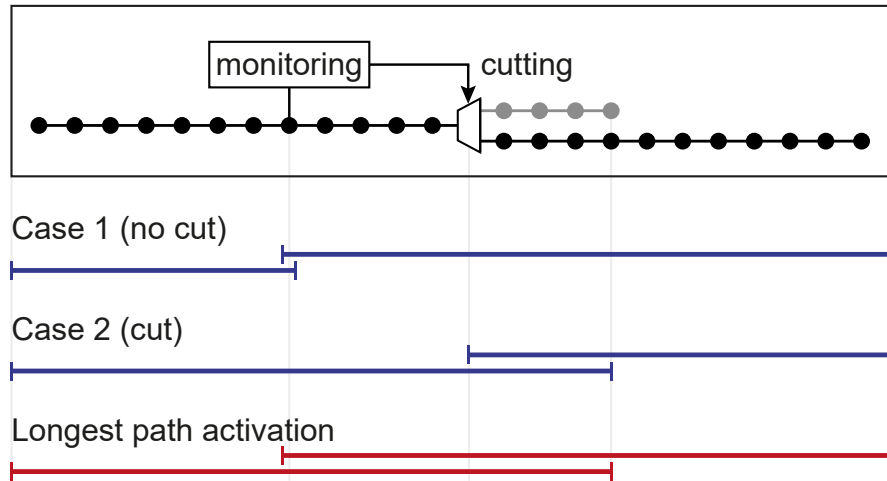 monitoring
cutting
Case 1 (no cut)
Case 2 (cut)
Longest path activation